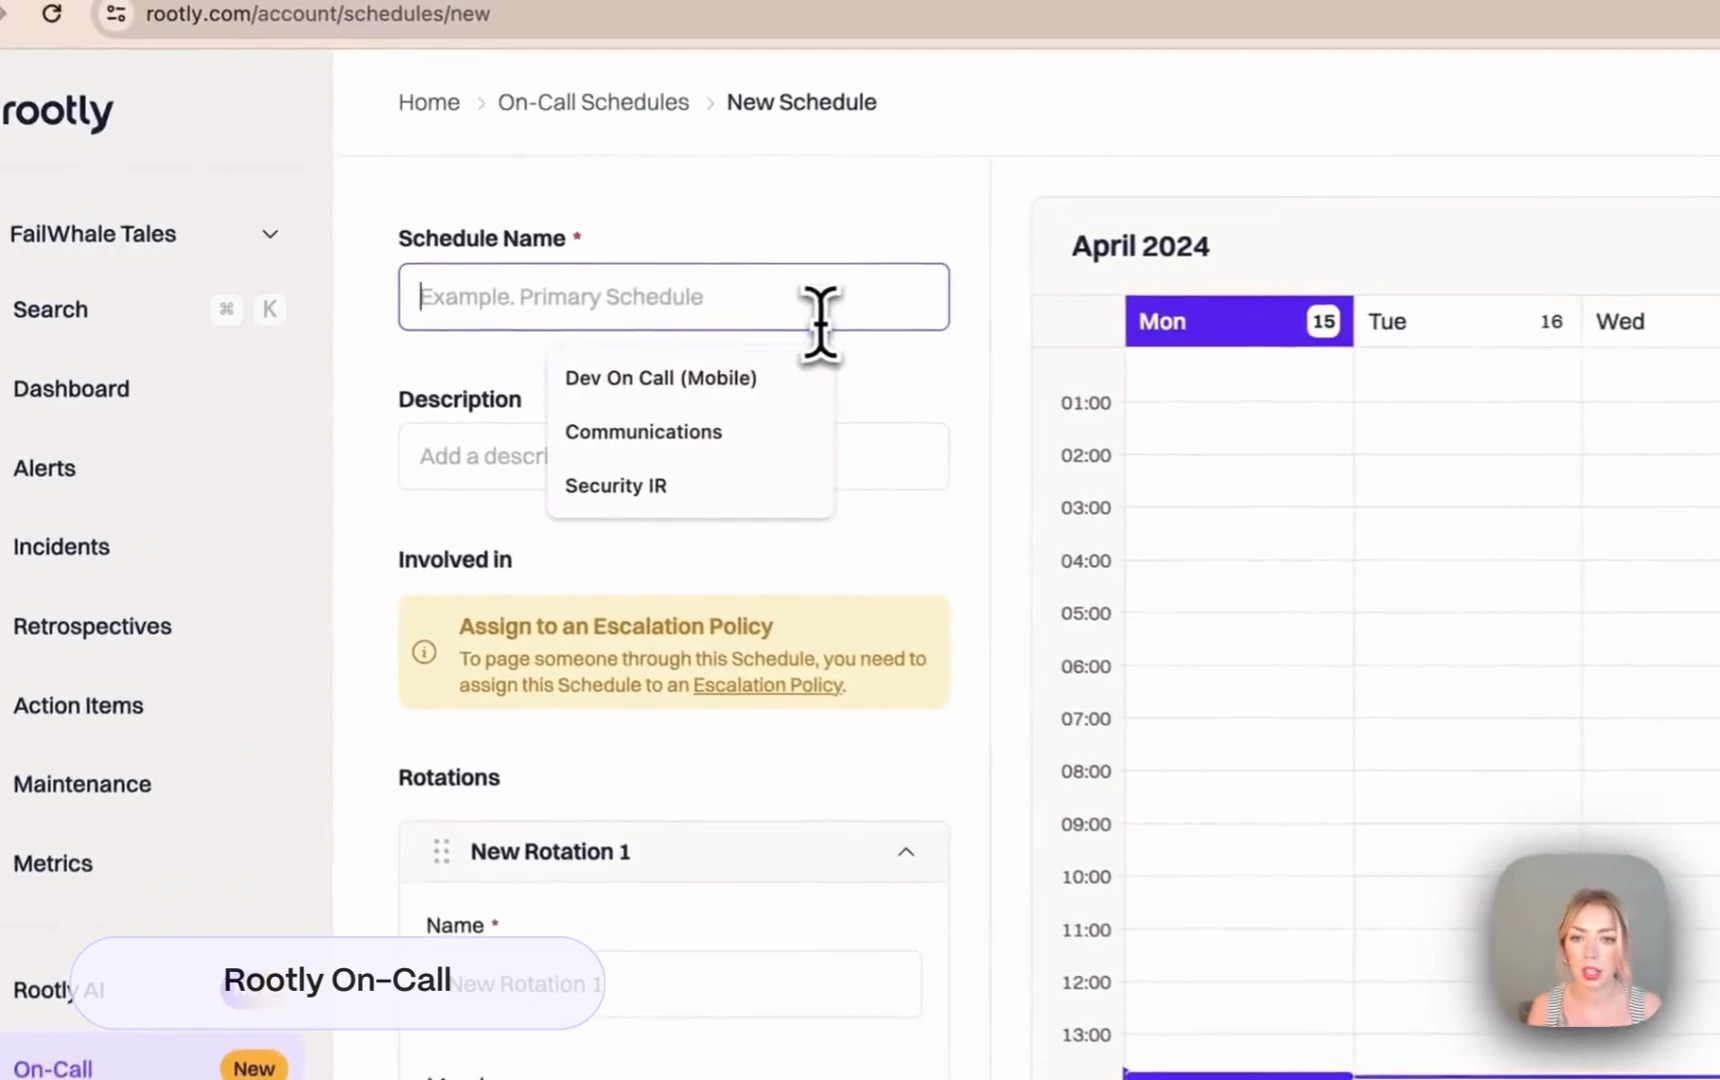 rootly.com/account/schedules/new
rootly
Home > On-Call Schedules > New Schedule
FailWhale Tales
Search ⌘ K
Dashboard
Alerts
Incidents
Retrospectives
Action Items
Maintenance
Metrics
Rootly AI
On-Call New
Schedule Name *
Example. Primary Schedule
Dev On Call (Mobile)
Communications
Security IR
Description
Add a descri
Involved in
Assign to an Escalation Policy
To page someone through this Schedule, you need to
assign this Schedule to an Escalation Policy.
Rotations
New Rotation 1
Name *
New Rotation 1
Rootly On-Call
April 2024
Mon 15 Tue 16 Wed
01:00
02:00
03:00
04:00
05:00
06:00
07:00
08:00
09:00
10:00
11:00
12:00
13:00